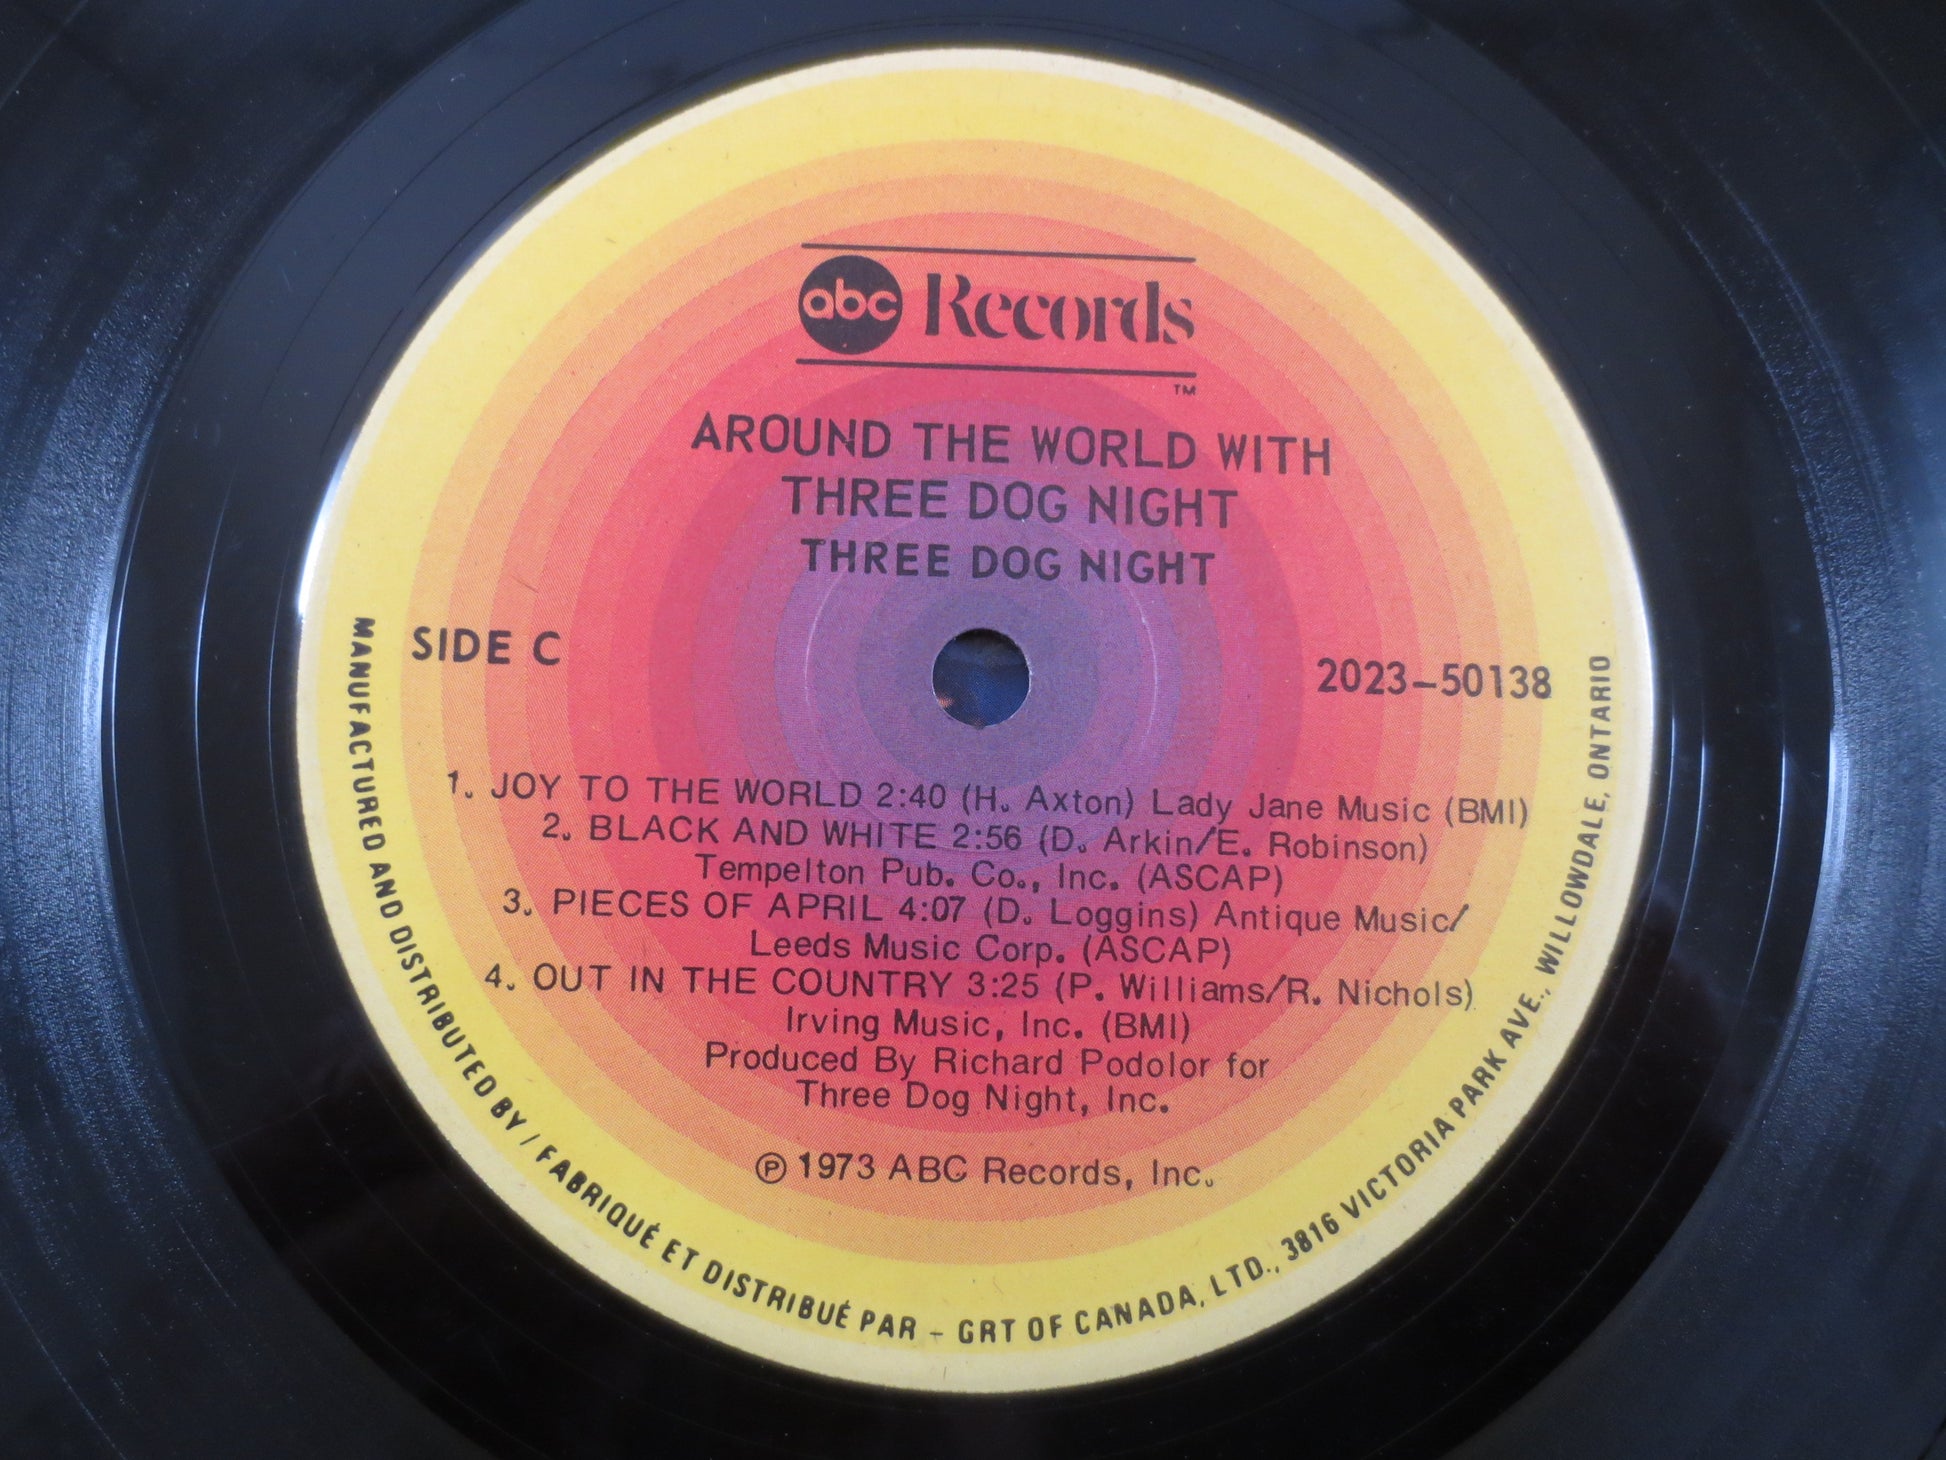 abc Records
TM
AROUND THE WORLD WITH
THREE DOG NIGHT
THREE DOG NIGHT
SIDE C
2023-50138
1. JOY TO THE WORLD 2:40 (H. Axton) Lady Jane Music (BMI)
2. BLACK AND WHITE 2:56 (D. Arkin/E. Robinson)
Tempelton Pub. Co., Inc. (ASCAP)
3. PIECES OF APRIL 4:07 (D. Loggins) Antique Music/
Leeds Music Corp. (ASCAP)
4. OUT IN THE COUNTRY 3:25 (P. Williams/R. Nichols)
Irving Music, Inc. (BMI)
Produced By Richard Podolor for
Three Dog Night, Inc.
℗ 1973 ABC Records, Inc.
MANUFACTURED AND DISTRIBUTED BY / FABRIQUÉ ET DISTRIBUÉ PAR - GRT OF CANADA, LTD., 3816 VICTORIA PARK AVE., WILLOWDALE, ONTARIO